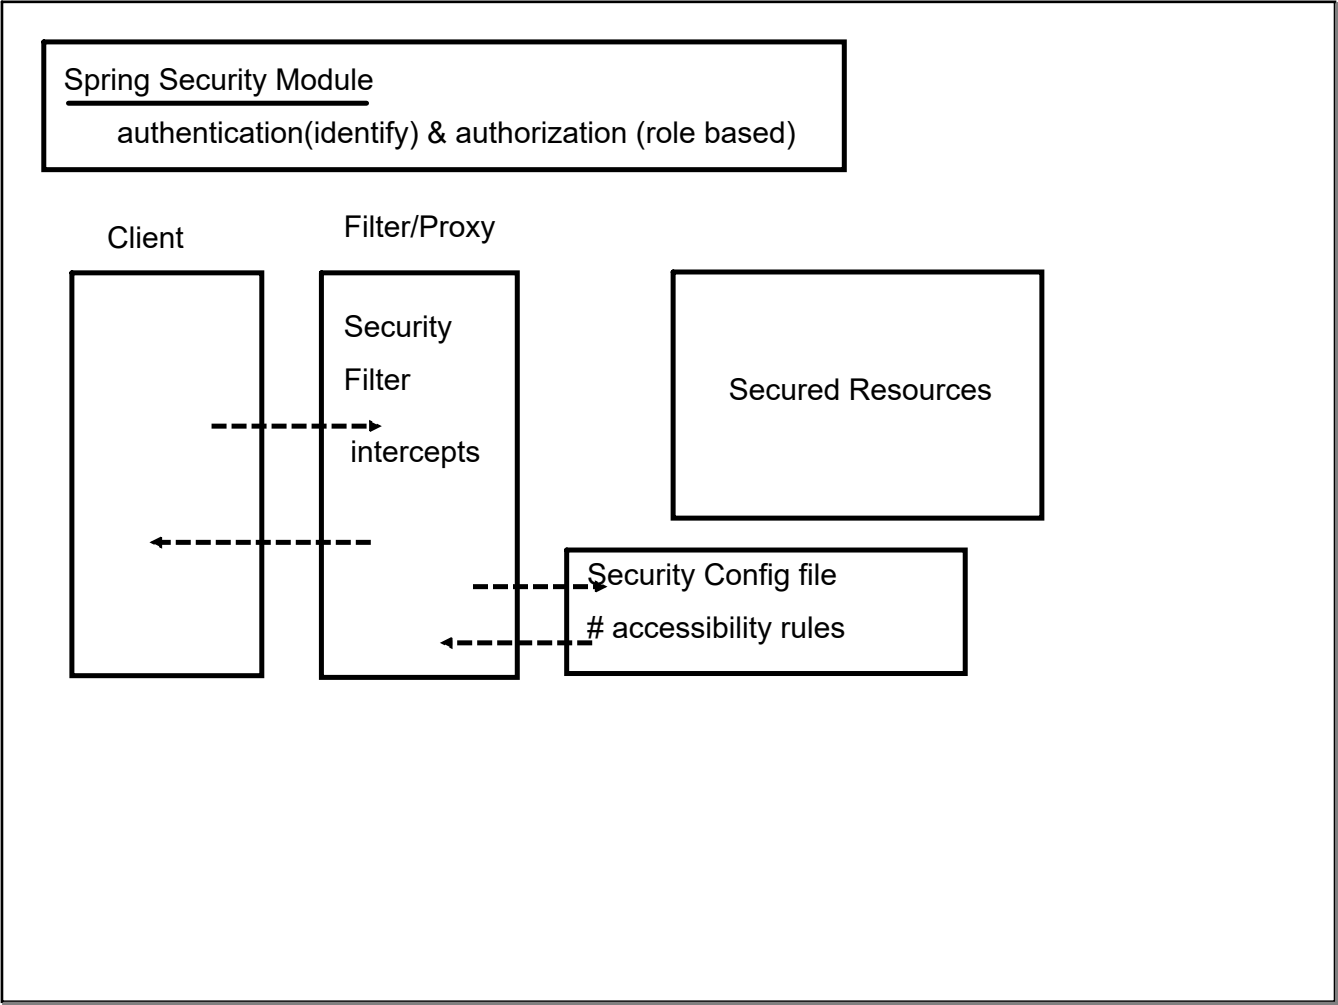 Spring Security Module
authentication(identify) & authorization (role based)
Client
Filter/Proxy
Security
Filter
intercepts
Secured Resources
Security Config file
# accessibility rules